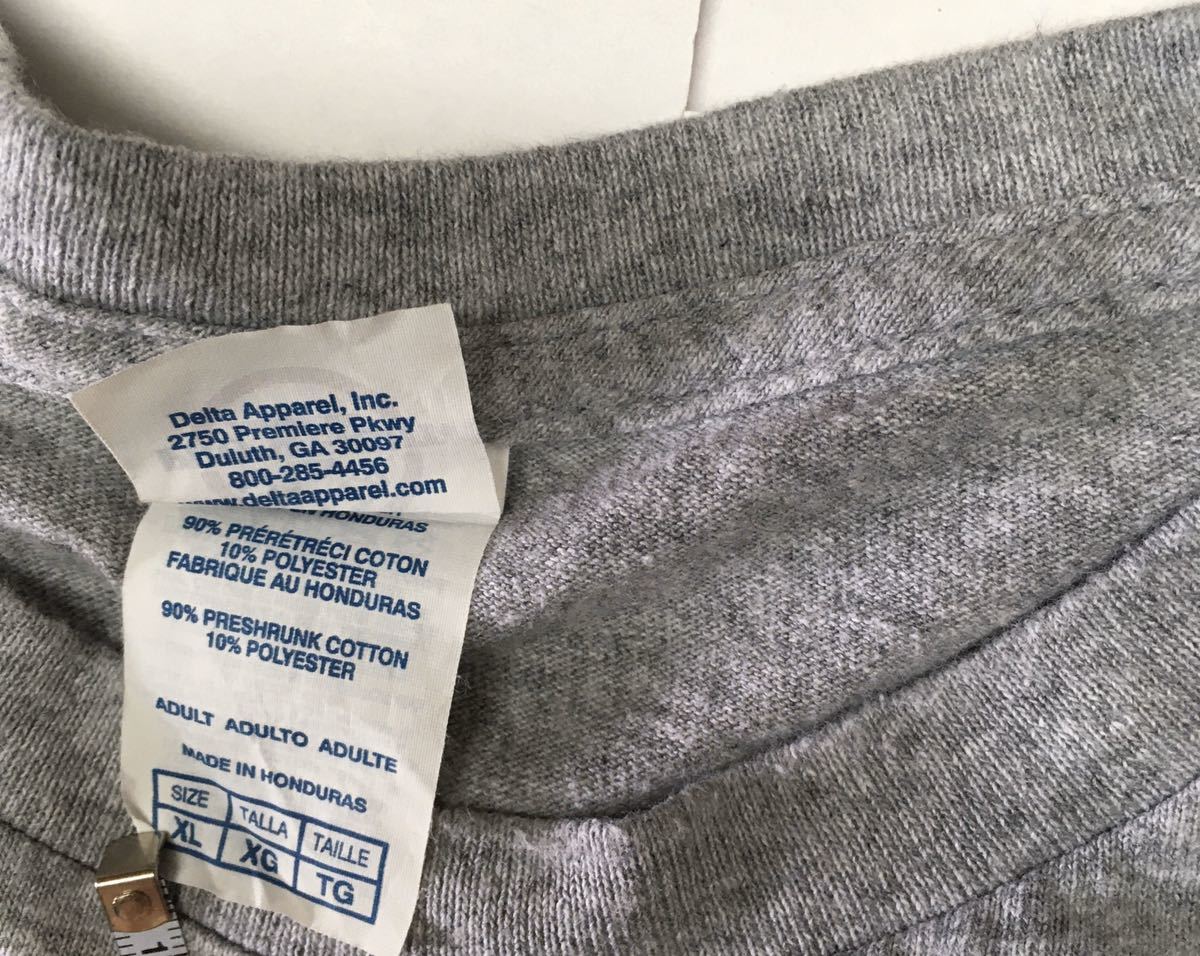 Delta Apparel, Inc.
2750 Premiere Pkwy
Duluth, GA 30097
800-285-4456
www.deltaapparel.com
HONDURAS
90% PRÉRÉTRÉCI COTON
10% POLYESTER
FABRIQUE AU HONDURAS
90% PRESHRUNK COTTON
10% POLYESTER
ADULT ADULTO ADULTE
MADE IN HONDURAS
SIZE TALLA TAILLE
XL XG TG
1